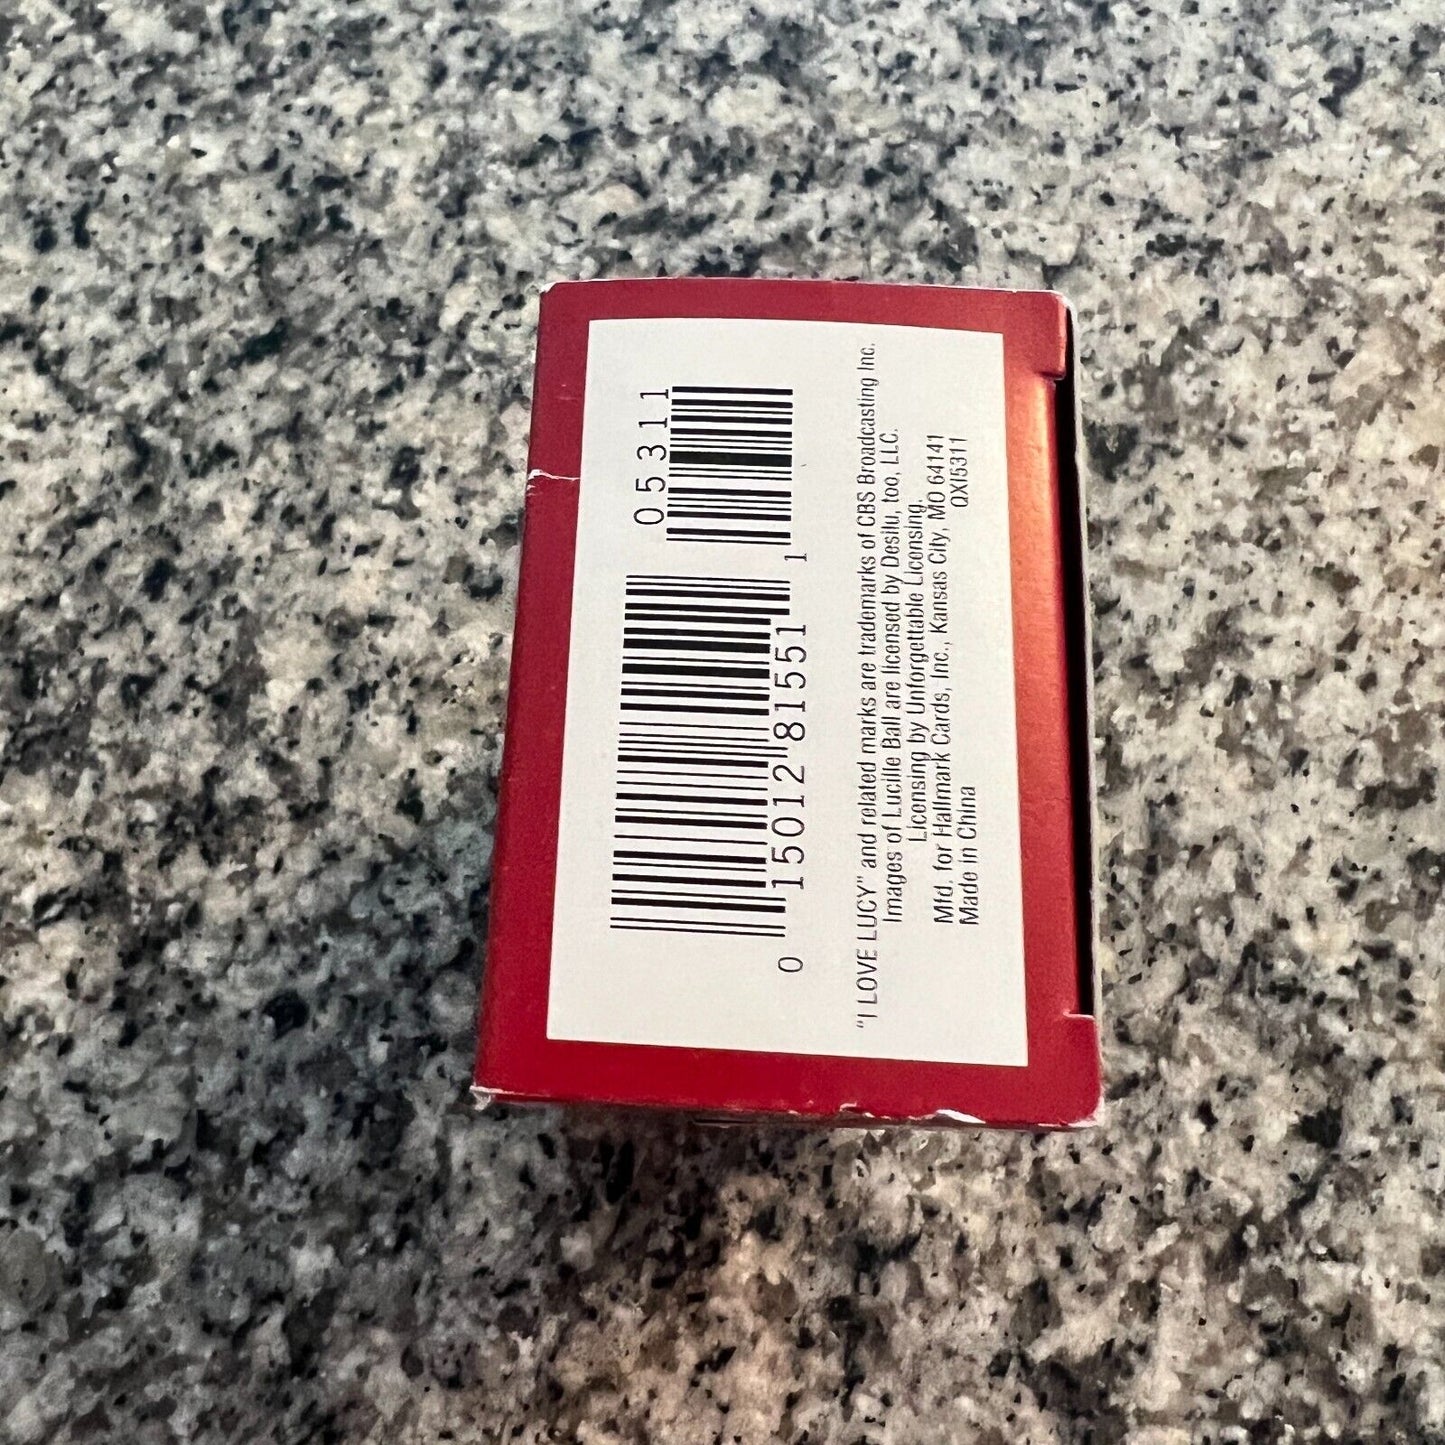 05311
0 15012"81551 1
"I LOVE LUCY" and related marks are trademarks of CBS Broadcasting Inc.
Images of Lucille Ball are licensed by Desilu, too, LLC.
Licensing by Unforgettable Licensing.
Mfd. for Hallmark Cards, Inc., Kansas City, MO 64141
Made in China QXI5311